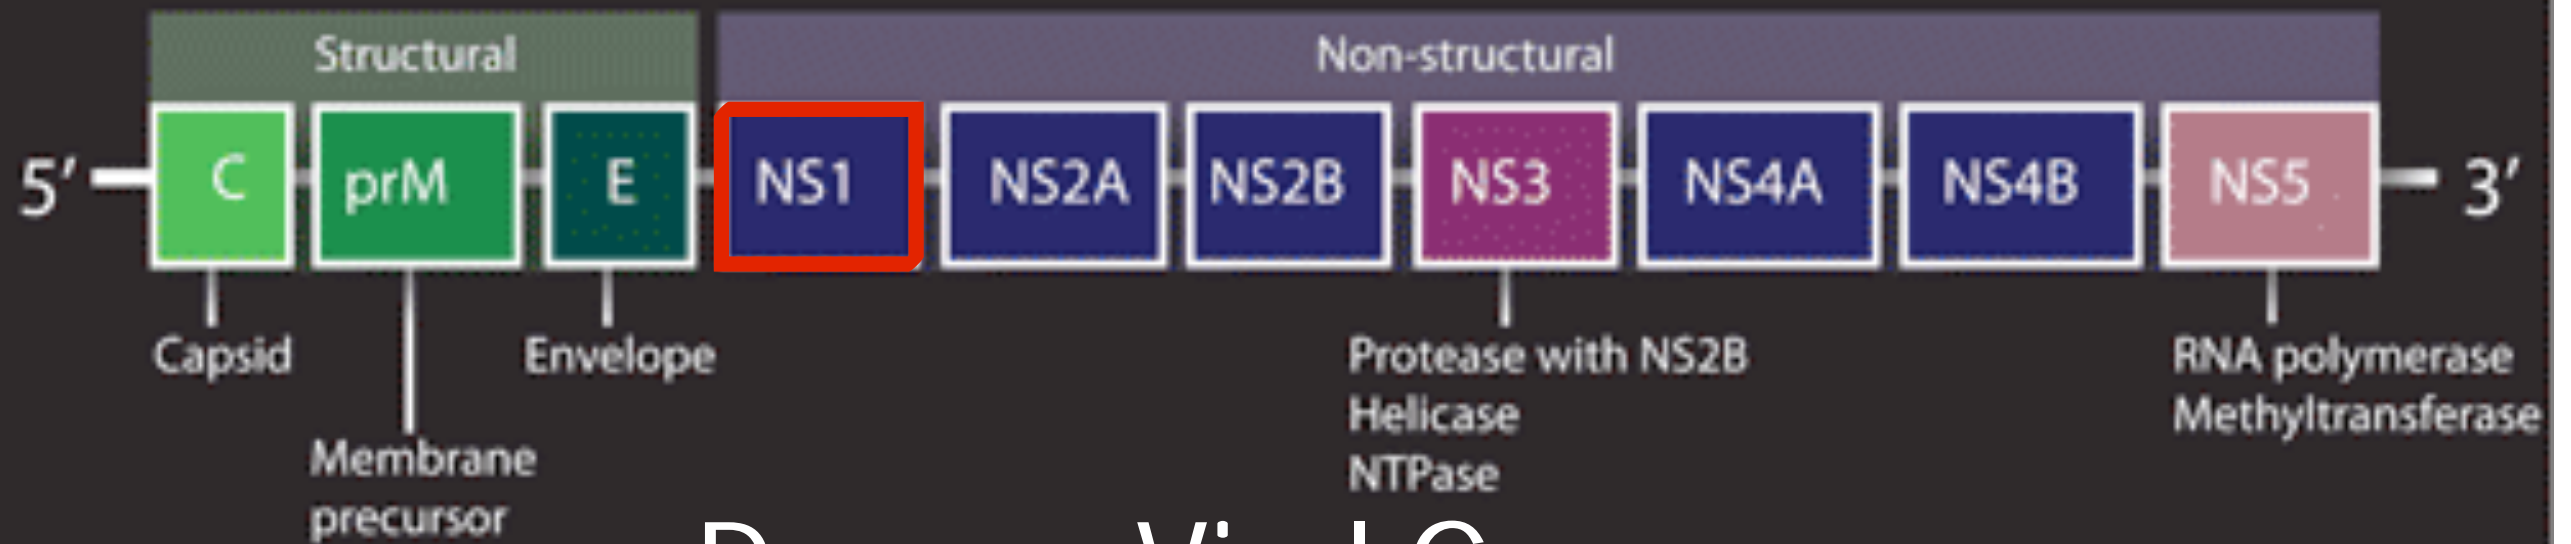 Structural
Non-structural
5′ C prM E NS1 NS2A NS2B NS3 NS4A NS4B NS5 3′
Capsid
Envelope
Membrane
precursor
Protease with NS2B
Helicase
NTPase
RNA polymerase
Methyltransferase